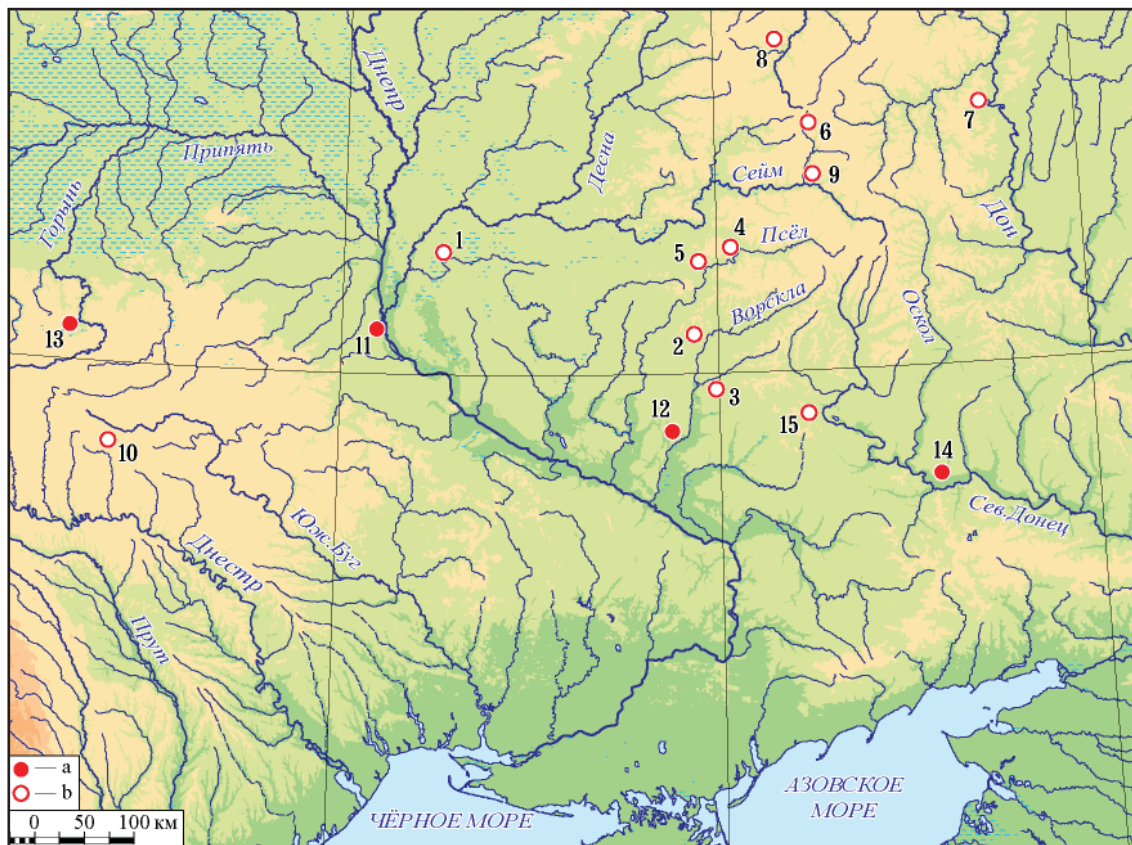 8
Днепр
7
6
Припять
Десна
Сейм
9
Горынь
Дон
1
4
Псёл
5
Ворскла
Оскол
13
11
2
3
12
15
10
14
Сев.Донец
Юж.Буг
Днестр
Прут
— a
— b
АЗОВСКОЕ
МОРЕ
ЧЁРНОЕ МОРЕ
0 50 100 км